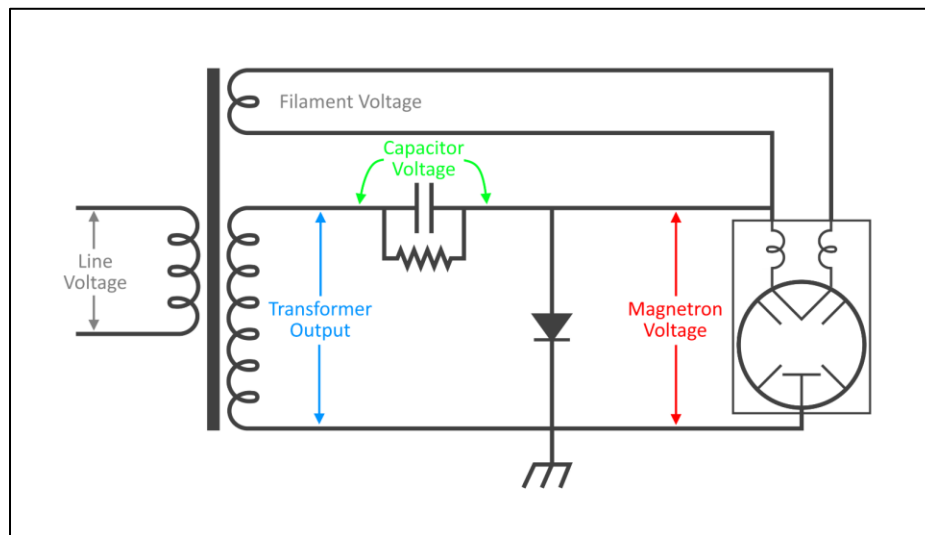 Filament Voltage
Capacitor
Voltage
Line
Voltage
Transformer
Output
Magnetron
Voltage